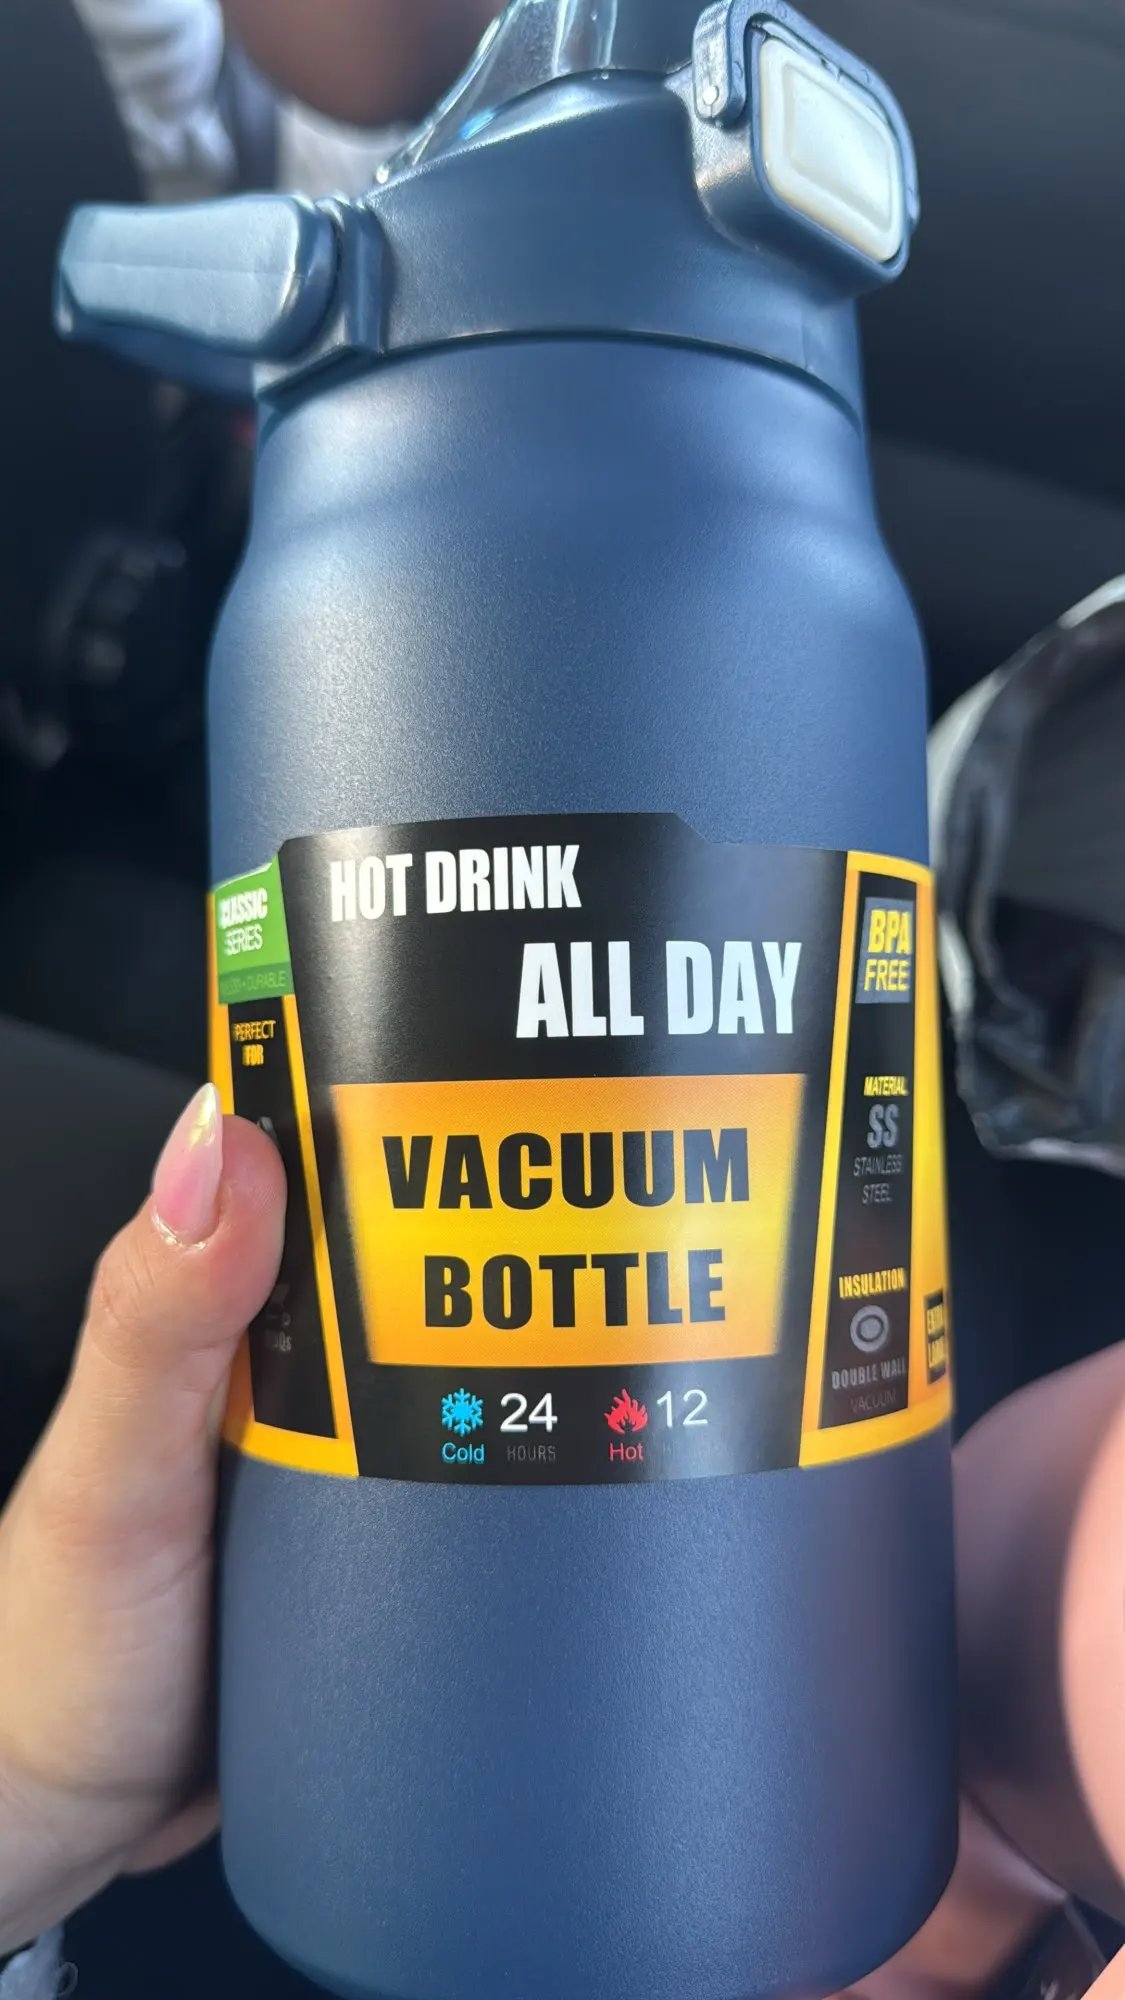 HOT DRINK
ALL DAY
VACUUM
BOTTLE
24
Cold
HOURS
12
Hot
CLASSIC
SERIES
DURABLE
PERFECT
FOR
BPA
FREE
MATERIAL
SS
STAINLESS
STEEL
INSULATION
DOUBLE WALL
VACUUM